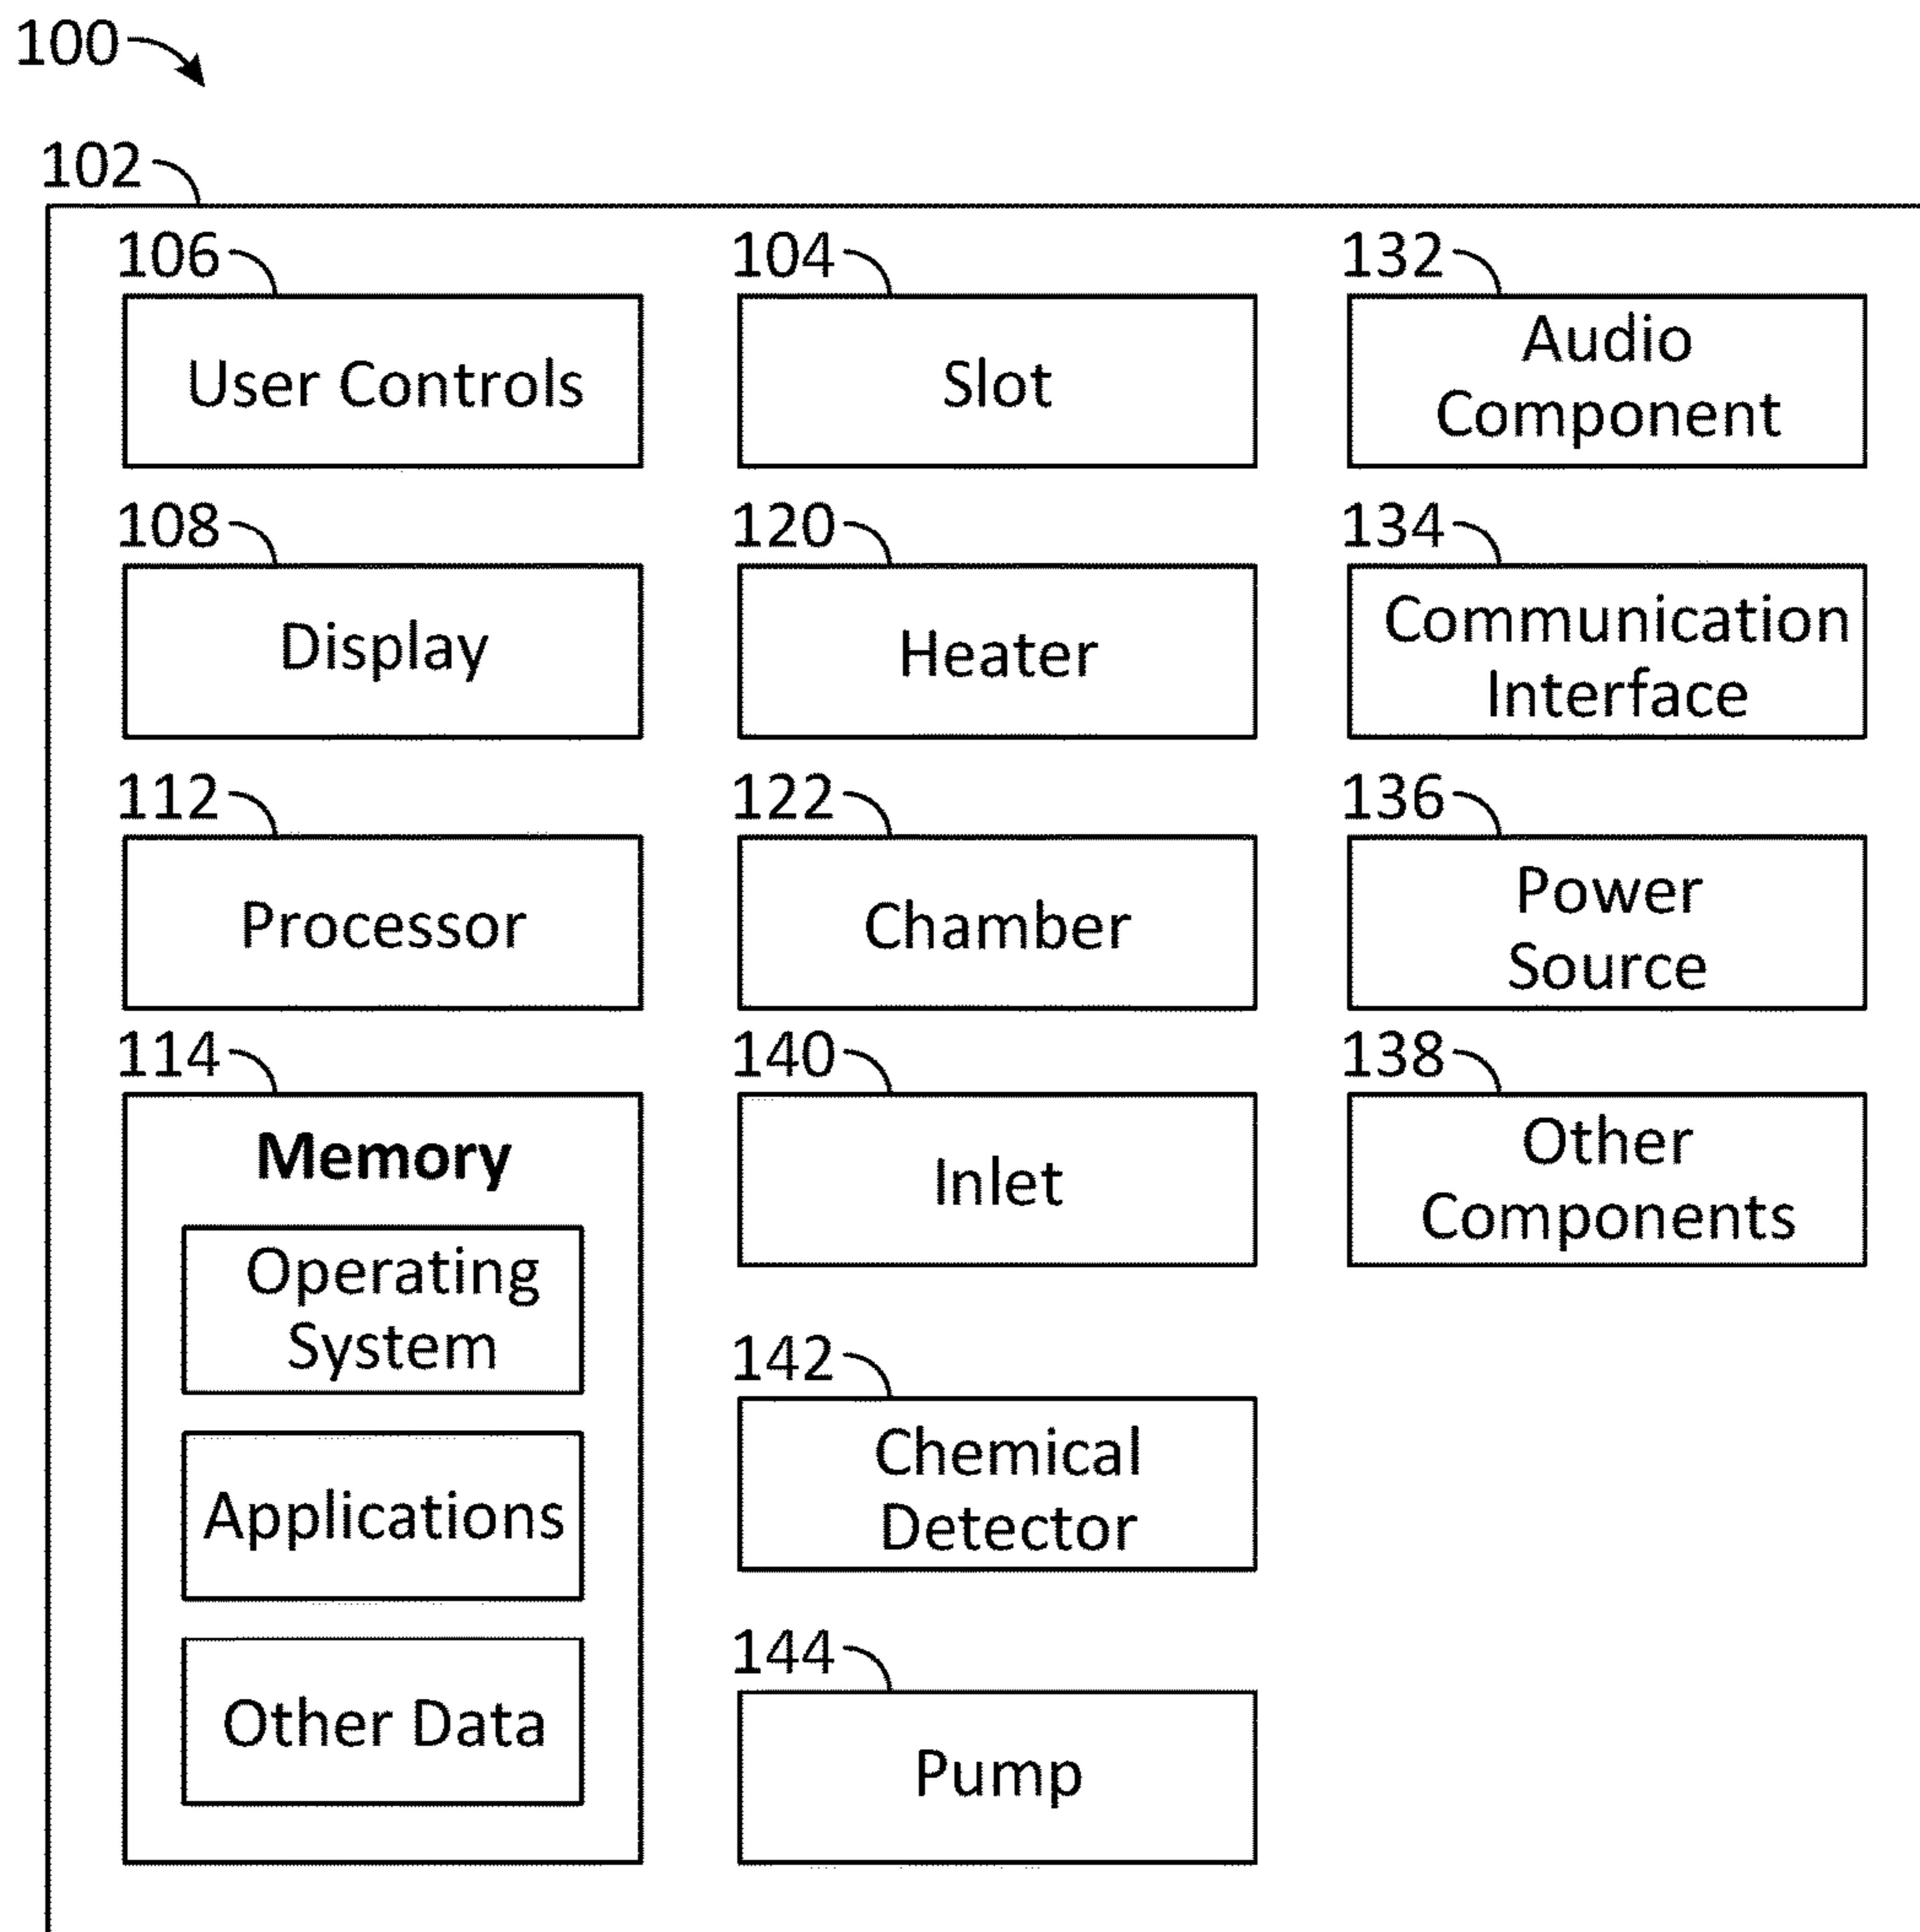 100
102
106
User Controls
104
Slot
132
Audio
Component
108
Display
120
Heater
134
Communication
Interface
112
Processor
122
Chamber
136
Power
Source
114
Memory
Operating
System
Applications
Other Data
140
Inlet
138
Other
Components
142
Chemical
Detector
144
Pump